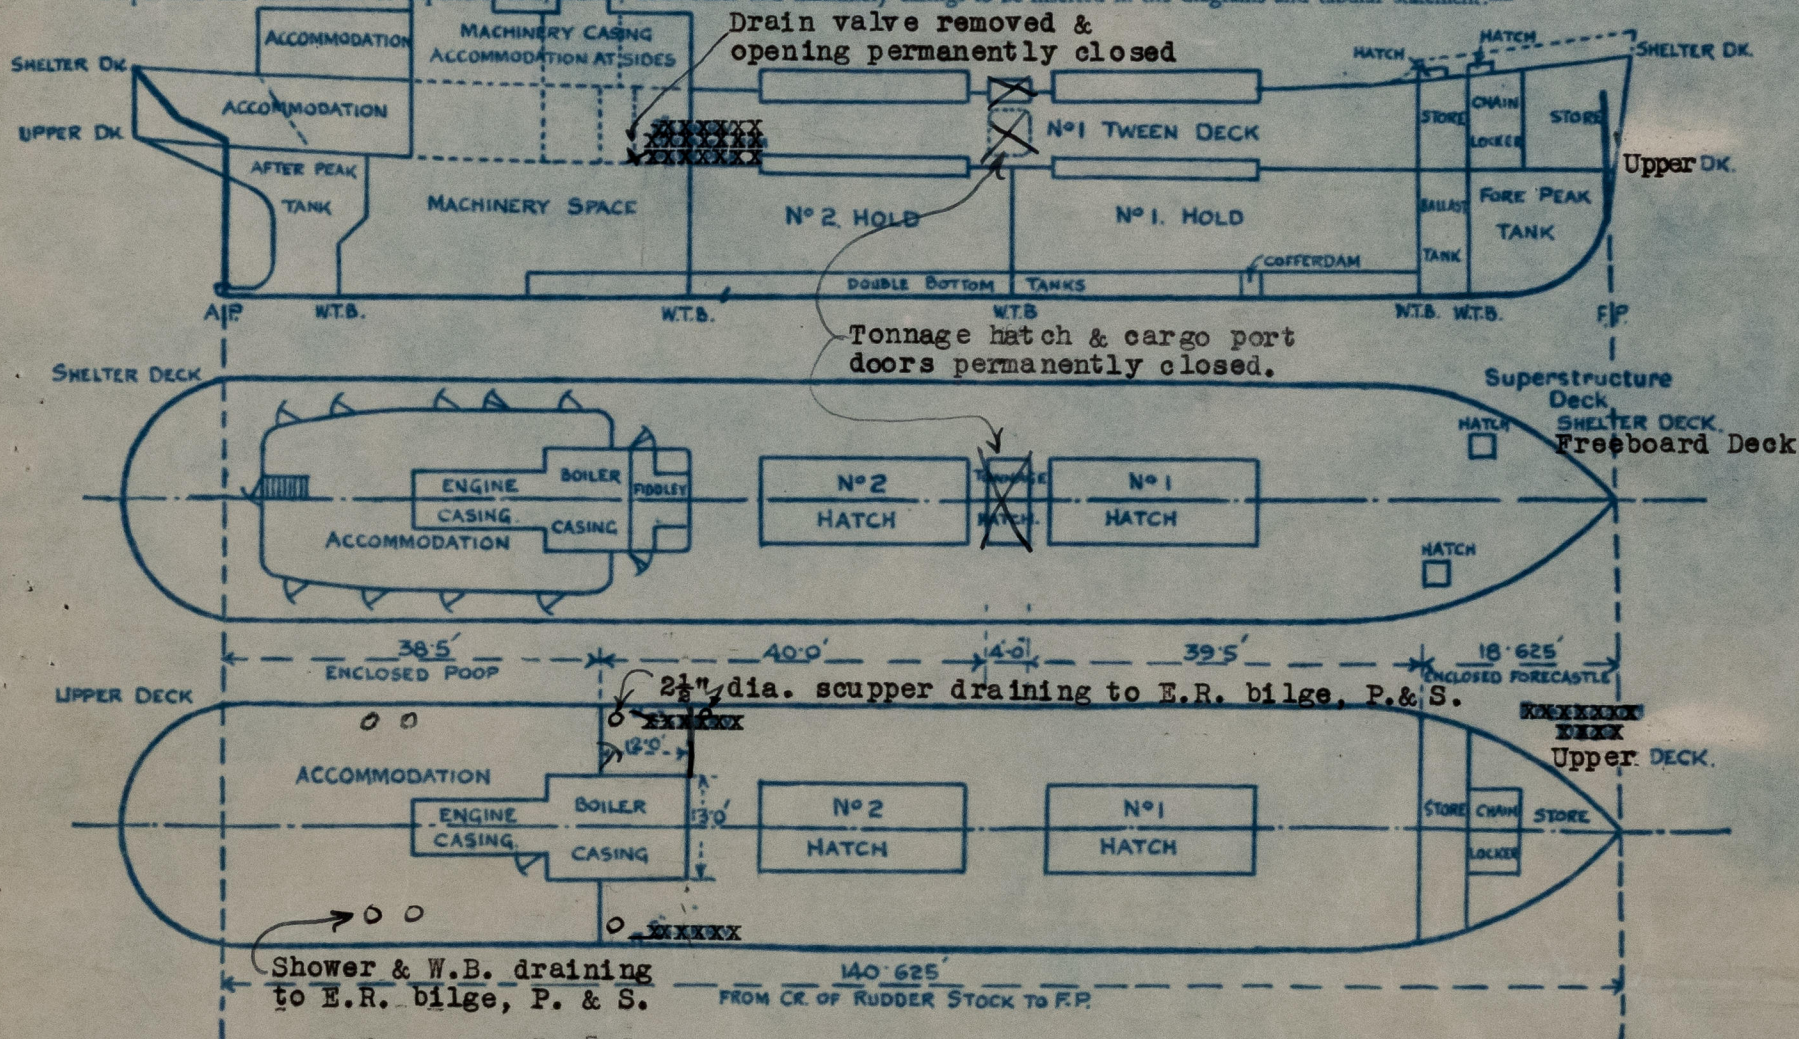 Drain valve removed &
opening permanently closed
ACCOMMODATION
MACHINERY CASING
ACCOMMODATION AT SIDES
HATCH
HATCH
SHELTER DK.
SHELTER DK.
ACCOMMODATION
UPPER DK.
No 1 TWEEN DECK
STORE
CHAIN
LOCKER
STORE
Upper DK.
AFTER PEAK
TANK
MACHINERY SPACE
No 2. HOLD
No 1. HOLD
BALLAST
TANK
FORE PEAK
TANK
COFFERDAM
DOUBLE BOTTOM TANKS
A.P.
W.T.B.
W.T.B.
W.T.B
W.T.B.
W.T.B.
F.P.
Tonnage hatch & cargo port
doors permanently closed.
SHELTER DECK
Superstructure
Deck
SHELTER DECK.
Freeboard Deck
HATCH
ENGINE
CASING.
BOILER
CASING
FIDDLEY
ACCOMMODATION
No 2
HATCH
TONNAGE
HATCH.
No 1
HATCH
HATCH
38·5'
ENCLOSED POOP
40·0'
4·0'
39·5'
18·625'
ENCLOSED FORECASTLE
UPPER DECK
2½" dia. scupper draining to E.R. bilge, P.& S.
xxxxxxx
xxxx
Upper DECK.
xxxxxx
12·0'
ACCOMMODATION
ENGINE
CASING.
BOILER
CASING
13·0'
No 2
HATCH
No 1
HATCH
STORE
CHAIN
LOCKER
STORE
xxxxxx
Shower & W.B. draining
to E.R. bilge, P. & S.
140·625'
FROM CR. OF RUDDER STOCK TO F.P.